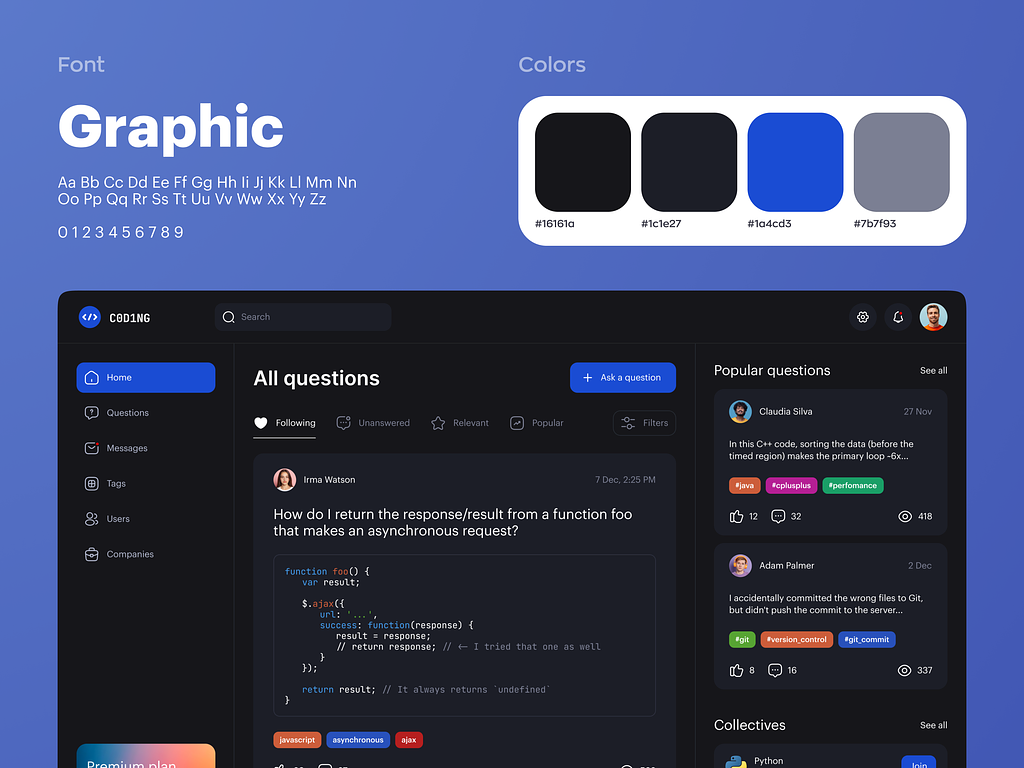 Font
Graphic
Aa Bb Cc Dd Ee Ff Gg Hh Ii Jj Kk Ll Mm Nn
Oo Pp Qq Rr Ss Tt Uu Vv Ww Xx Yy Zz
0 1 2 3 4 5 6 7 8 9
Colors
#16161a
#1c1e27
#1a4cd3
#7b7f93
C0D1NG
Search
Home
Questions
Messages
Tags
Users
Companies
Premium plan
All questions
Ask a question
Following
Unanswered
Relevant
Popular
Filters
Irma Watson
7 Dec, 2:25 PM
How do I return the response/result from a function foo
that makes an asynchronous request?
function foo() {
var result;
$.ajax({
url: '...',
success: function(response) {
result = response;
// return response; // <- I tried that one as well
}
});
return result; // It always returns `undefined`
}
javascript
asynchronous
ajax
Popular questions
See all
Claudia Silva
27 Nov
In this C++ code, sorting the data (before the
timed region) makes the primary loop ~6x...
#java
#cplusplus
#perfomance
12
32
418
Adam Palmer
2 Dec
I accidentally committed the wrong files to Git,
but didn't push the commit to the server...
#git
#version_control
#git_commit
8
16
337
Collectives
See all
Python
Join